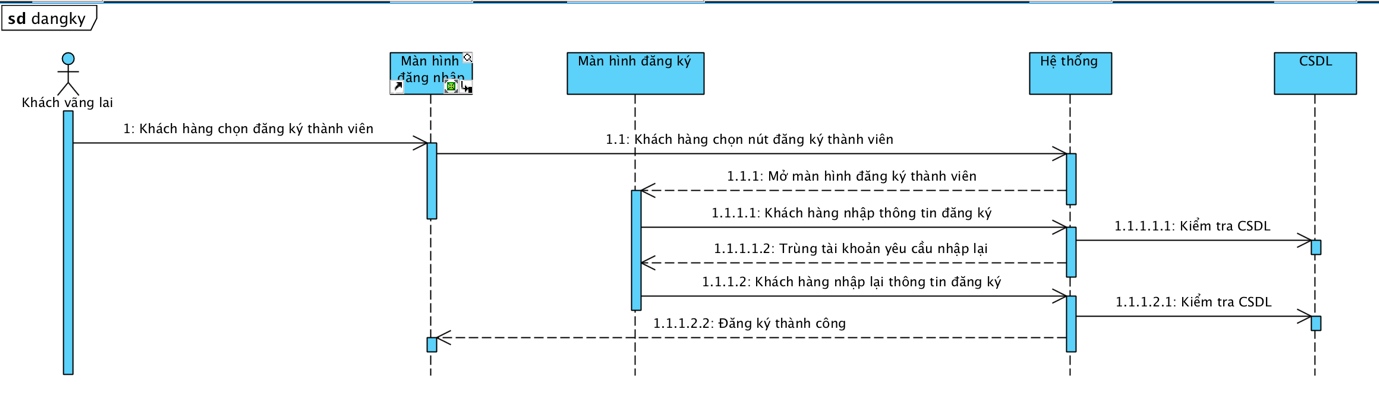 sd dangky
Khách vãng lai
Màn hình
đăng nhập
Màn hình đăng ký
Hệ thống
CSDL
1: Khách hàng chọn đăng ký thành viên
1.1: Khách hàng chọn nút đăng ký thành viên
1.1.1: Mở màn hình đăng ký thành viên
1.1.1.1: Khách hàng nhập thông tin đăng ký
1.1.1.1.1: Kiểm tra CSDL
1.1.1.1.2: Trùng tài khoản yêu cầu nhập lại
1.1.1.2: Khách hàng nhập lại thông tin đăng ký
1.1.1.2.1: Kiểm tra CSDL
1.1.1.2.2: Đăng ký thành công